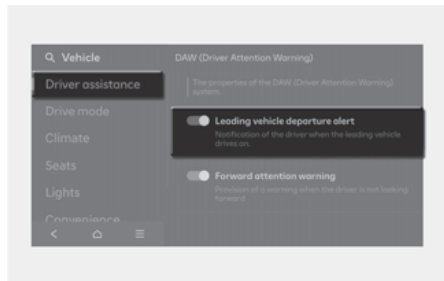 Vehicle
Driver assistance
Drive mode
Climate
Seats
Lights
Convenience
DAW (Driver Attention Warning)
The properties of the DAW (Driver Attention Warning)
system.
Leading vehicle departure alert
Notification of the driver when the leading vehicle
drives on.
Forward attention warning
Provision of a warning when the driver is not looking
forward